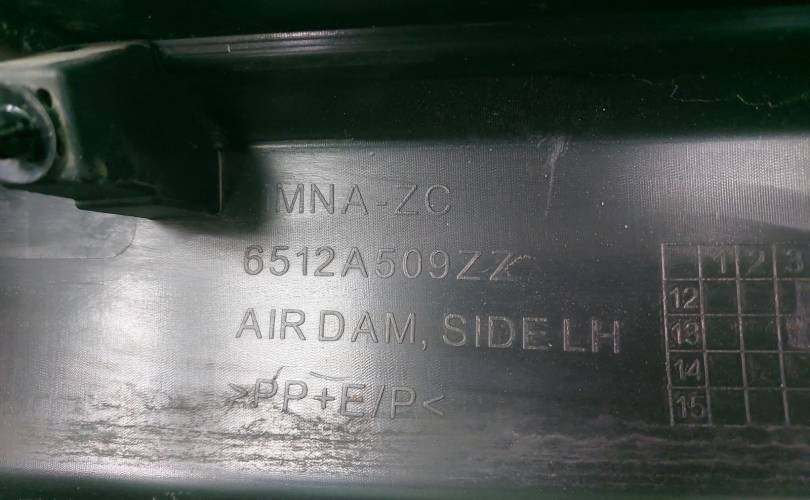 MNA-ZC
6512A509ZZ
AIR DAM, SIDE LH
>PP+E/P<
1 2 3
12
13
14
15